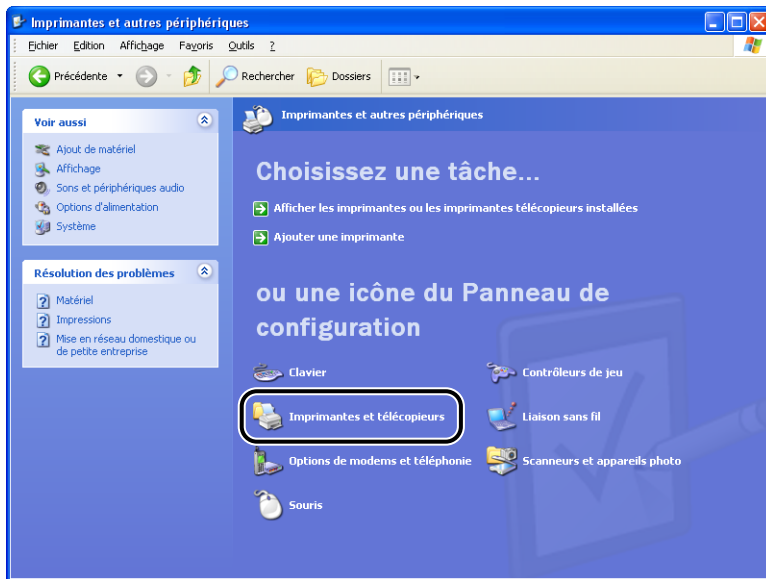 Imprimantes et autres périphériques
Fichier Edition Affichage Favoris Outils ?
Précédente Rechercher Dossiers
Voir aussi
Ajout de matériel
Affichage
Sons et périphériques audio
Options d'alimentation
Système
Résolution des problèmes
Matériel
Impressions
Mise en réseau domestique ou
de petite entreprise
Imprimantes et autres périphériques
Choisissez une tâche...
Afficher les imprimantes ou les imprimantes télécopieurs installées
Ajouter une imprimante
ou une icône du Panneau de
configuration
Clavier
Contrôleurs de jeu
Imprimantes et télécopieurs
Liaison sans fil
Options de modems et téléphonie
Scanneurs et appareils photo
Souris